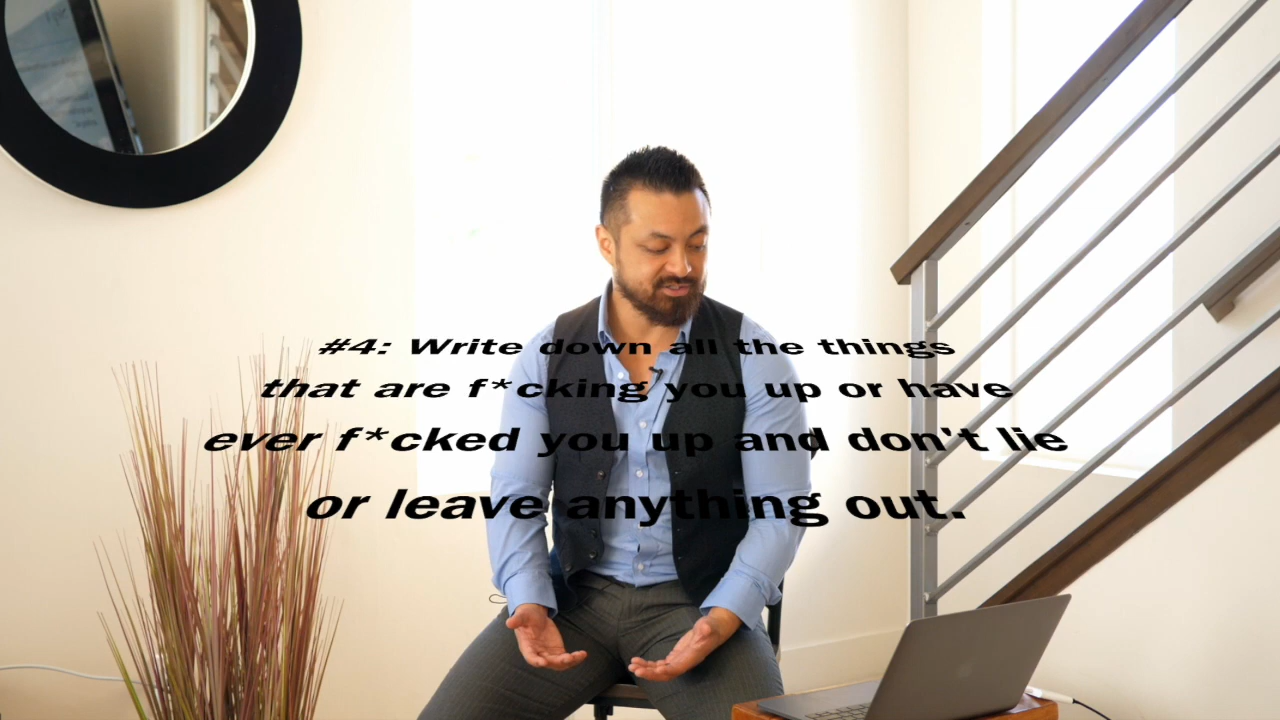 #4: Write down all the things
that are f*cking you up or have
ever f*cked you up and don't lie
or leave anything out.